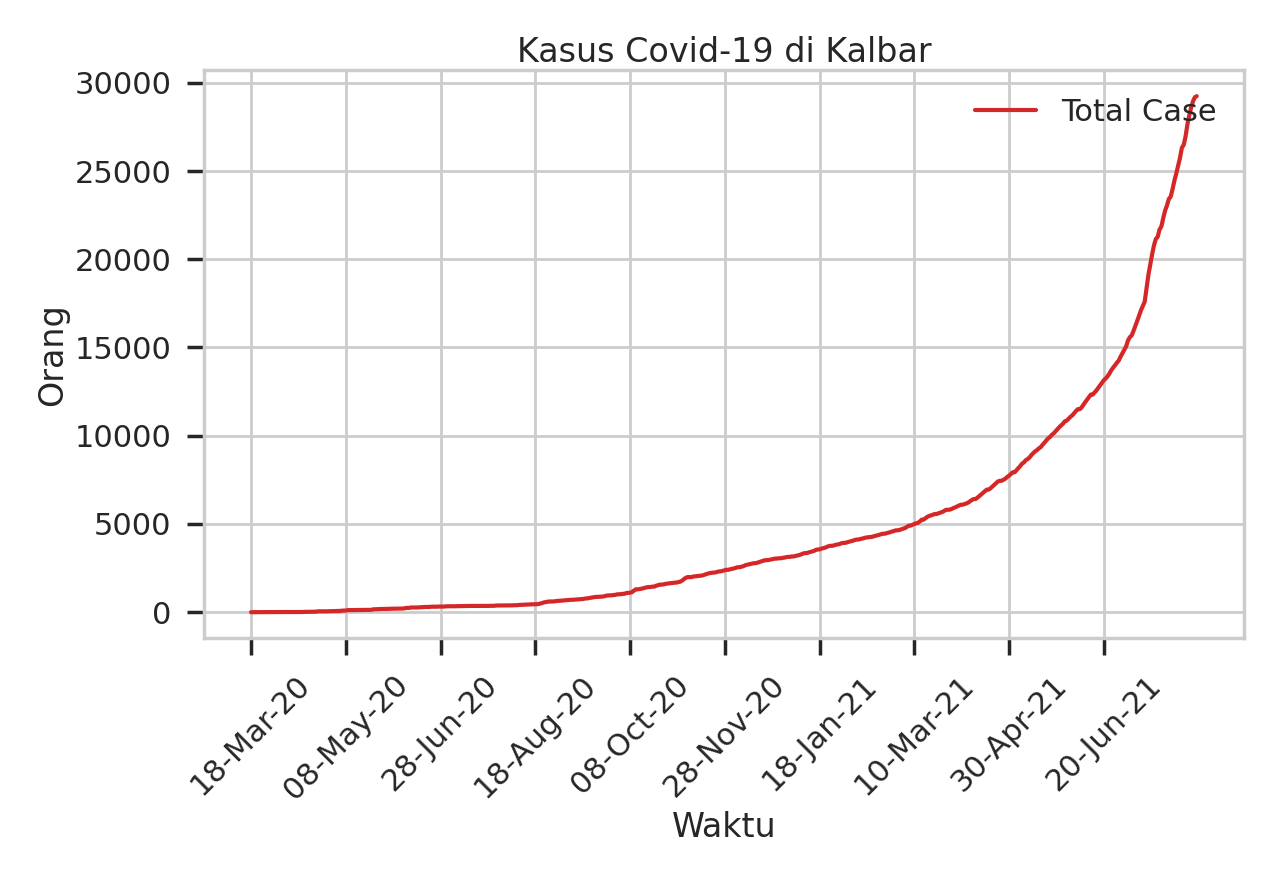 Kasus Covid-19 di Kalbar
Total Case
30000
25000
20000
15000
10000
5000
0
Orang
18-Mar-20
08-May-20
28-Jun-20
18-Aug-20
08-Oct-20
28-Nov-20
18-Jan-21
10-Mar-21
30-Apr-21
20-Jun-21
Waktu